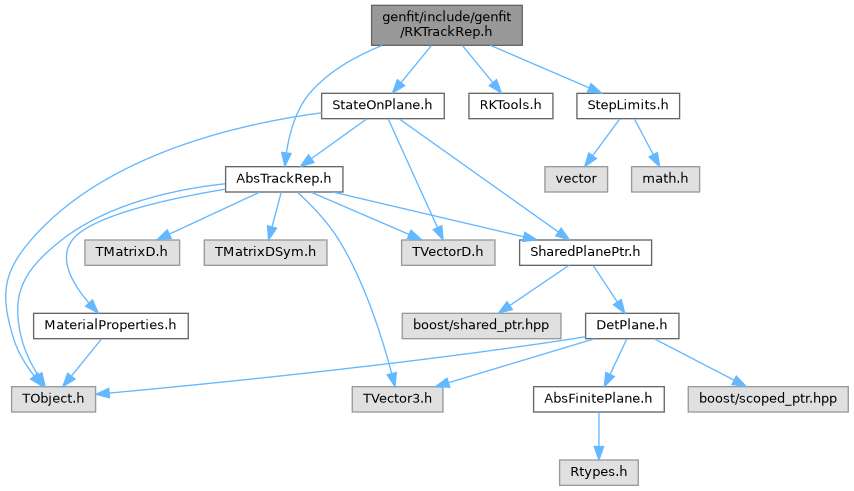 genfit/include/genfit
/RKTrackRep.h
StateOnPlane.h
RKTools.h
StepLimits.h
AbsTrackRep.h
vector
math.h
TMatrixD.h
TMatrixDSym.h
TVectorD.h
SharedPlanePtr.h
MaterialProperties.h
boost/shared_ptr.hpp
DetPlane.h
TObject.h
TVector3.h
AbsFinitePlane.h
boost/scoped_ptr.hpp
Rtypes.h